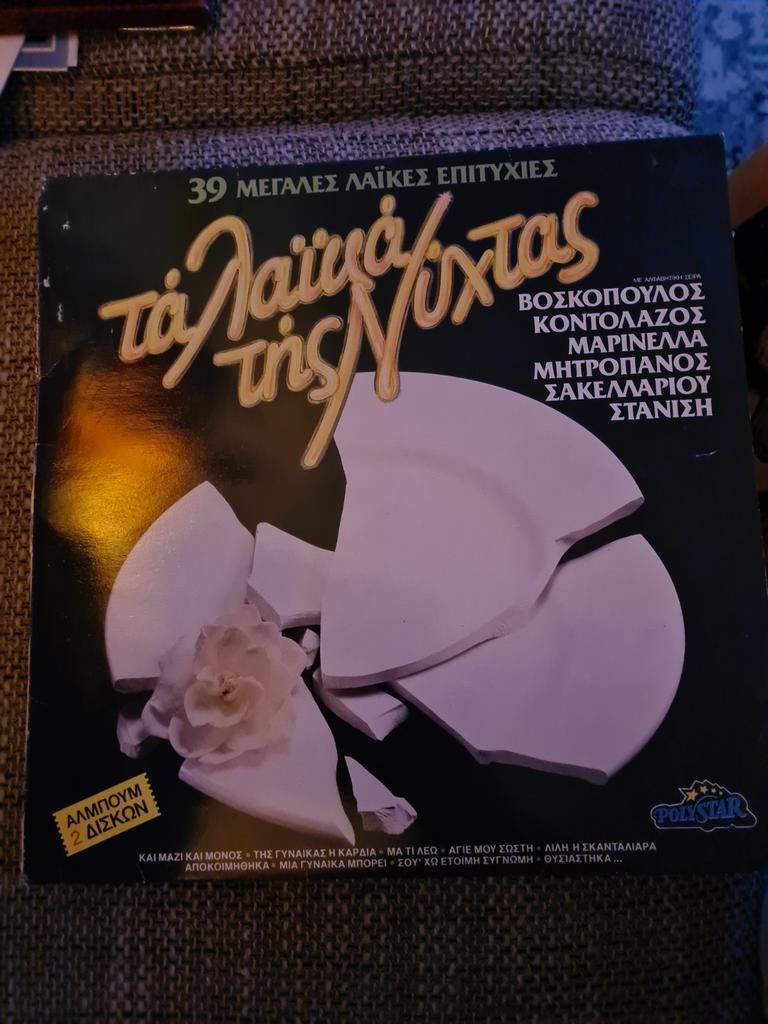 39 ΜΕΓΑΛΕΣ ΛΑΪΚΕΣ ΕΠΙΤΥΧΙΕΣ
τά Λαϊκά
τής Νύχτας
ΜΕ ΑΛΦΑΒΗΤΙΚΗ ΣΕΙΡΑ
ΒΟΣΚΟΠΟΥΛΟΣ
ΚΟΝΤΟΛΑΖΟΣ
ΜΑΡΙΝΕΛΛΑ
ΜΗΤΡΟΠΑΝΟΣ
ΣΑΚΕΛΛΑΡΙΟΥ
ΣΤΑΝΙΣΗ
ΑΛΜΠΟΥΜ
2 ΔΙΣΚΩΝ
POLYSTAR
ΚΑΙ ΜΑΖΙ ΚΑΙ ΜΟΝΟΣ • ΤΗΣ ΓΥΝΑΙΚΑΣ Η ΚΑΡΔΙΑ • ΜΑ ΤΙ ΛΕΩ • ΑΓΙΕ ΜΟΥ ΣΩΣΤΗ • ΛΙΛΗ Η ΣΚΑΝΤΑΛΙΑΡΑ
ΑΠΟΚΟΙΜΗΘΗΚΑ • ΜΙΑ ΓΥΝΑΙΚΑ ΜΠΟΡΕΙ • ΣΟΥ' ΧΩ ΕΤΟΙΜΗ ΣΥΓΝΩΜΗ • ΘΥΣΙΑΣΤΗΚΑ ...